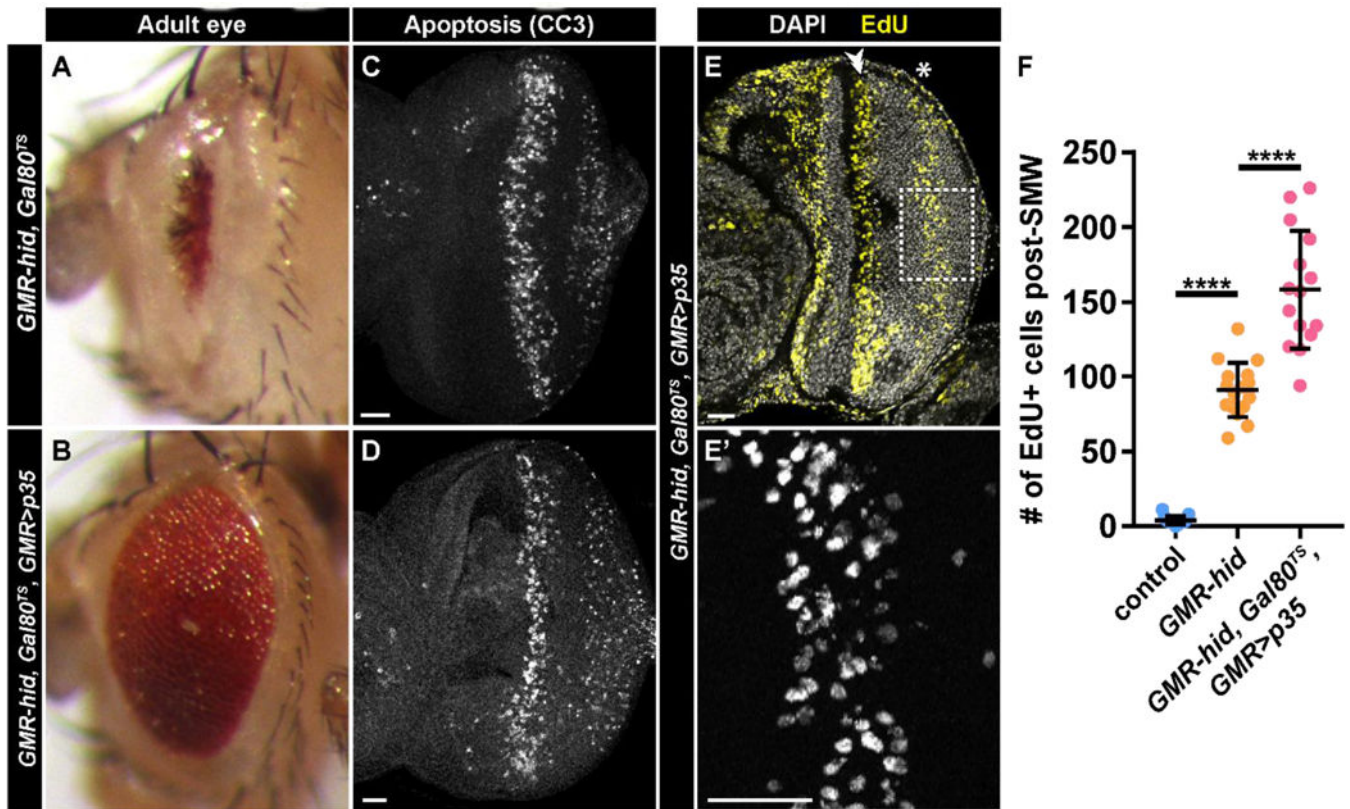 Adult eye
Apoptosis (CC3)
DAPI EdU
GMR-hid, Gal80TS
A
C
E
*
F
GMR-hid, Gal80TS, GMR>p35
B
D
GMR-hid, Gal80TS, GMR>p35
E'
# of EdU+ cells post-SMW
250
200
150
100
50
0
****
****
control
GMR-hid
GMR-hid, Gal80TS,
GMR>p35